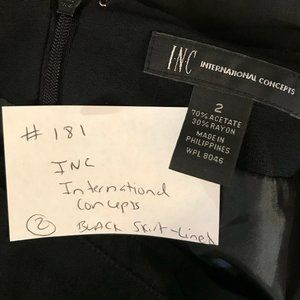 INC INTERNATIONAL CONCEPTS
2
70% ACETATE
30% RAYON
MADE IN
PHILIPPINES
WPL 8046
# 181
INC
International
Concepts
2 BLACK Skirt-Lined